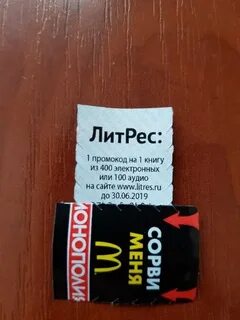 ЛитРес:
1 промокод на 1 книгу
из 400 электронных
или 100 аудио
на сайте www.litres.ru
до 30.06.2019
СОРВИ
МЕНЯ
МОНОПОЛИЯ